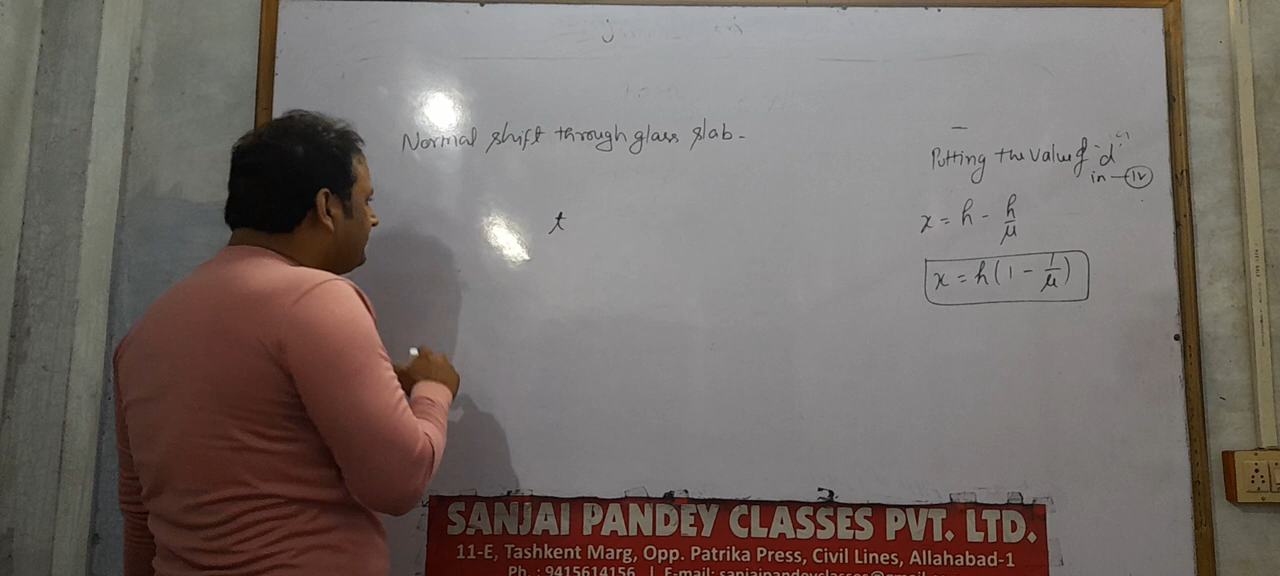 Normal shift through glass slab -
t
Putting the value of "d"
in - IV
x = h - h/μ
x = h(1 - 1/μ)
SANJAI PANDEY CLASSES PVT. LTD.
11-E, Tashkent Marg, Opp. Patrika Press, Civil Lines, Allahabad-1
Ph. : 9415614156 | E-mail: